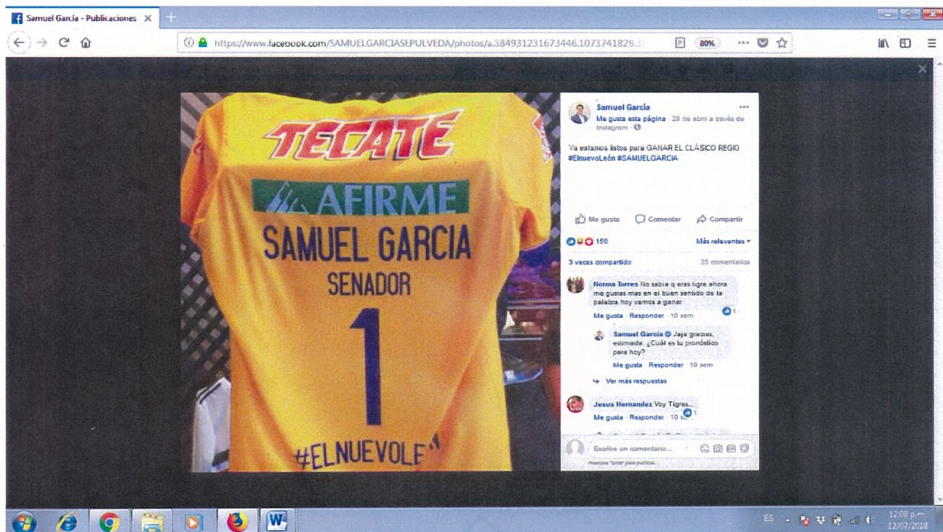 Samuel García - Publicaciones
https://www.facebook.com/SAMUELGARCIASEPULVEDA/photos/a.584931231673446.1073741828.
80%
TECATE
AFIRME
SAMUEL GARCIA
SENADOR
1
#ELNUEVOLE
Samuel García
Me gusta esta página · 28 de abril a través de
Instagram
Ya estamos listos para GANAR EL CLÁSICO REGIO
#ElnuevoLeón #SAMUELGARCIA
Me gusta Comentar Compartir
156 Más relevantes
3 veces compartido 35 comentarios
Norma Torres No sabía q eras tigre ahora
me gustas mas en el buen sentido de la
palabra hoy vamos a ganar
1
Me gusta · Responder · 10 sem
Samuel García Jaja gracias,
estimada. ¿Cuál es tu pronóstico
para hoy?
Me gusta · Responder · 10 sem
Ver más respuestas
Jesus Hernandez Voy Tigres...
1
Me gusta · Responder · 10 s
Escribe un comentario...
ES
12:08 p.m.
12/07/2018